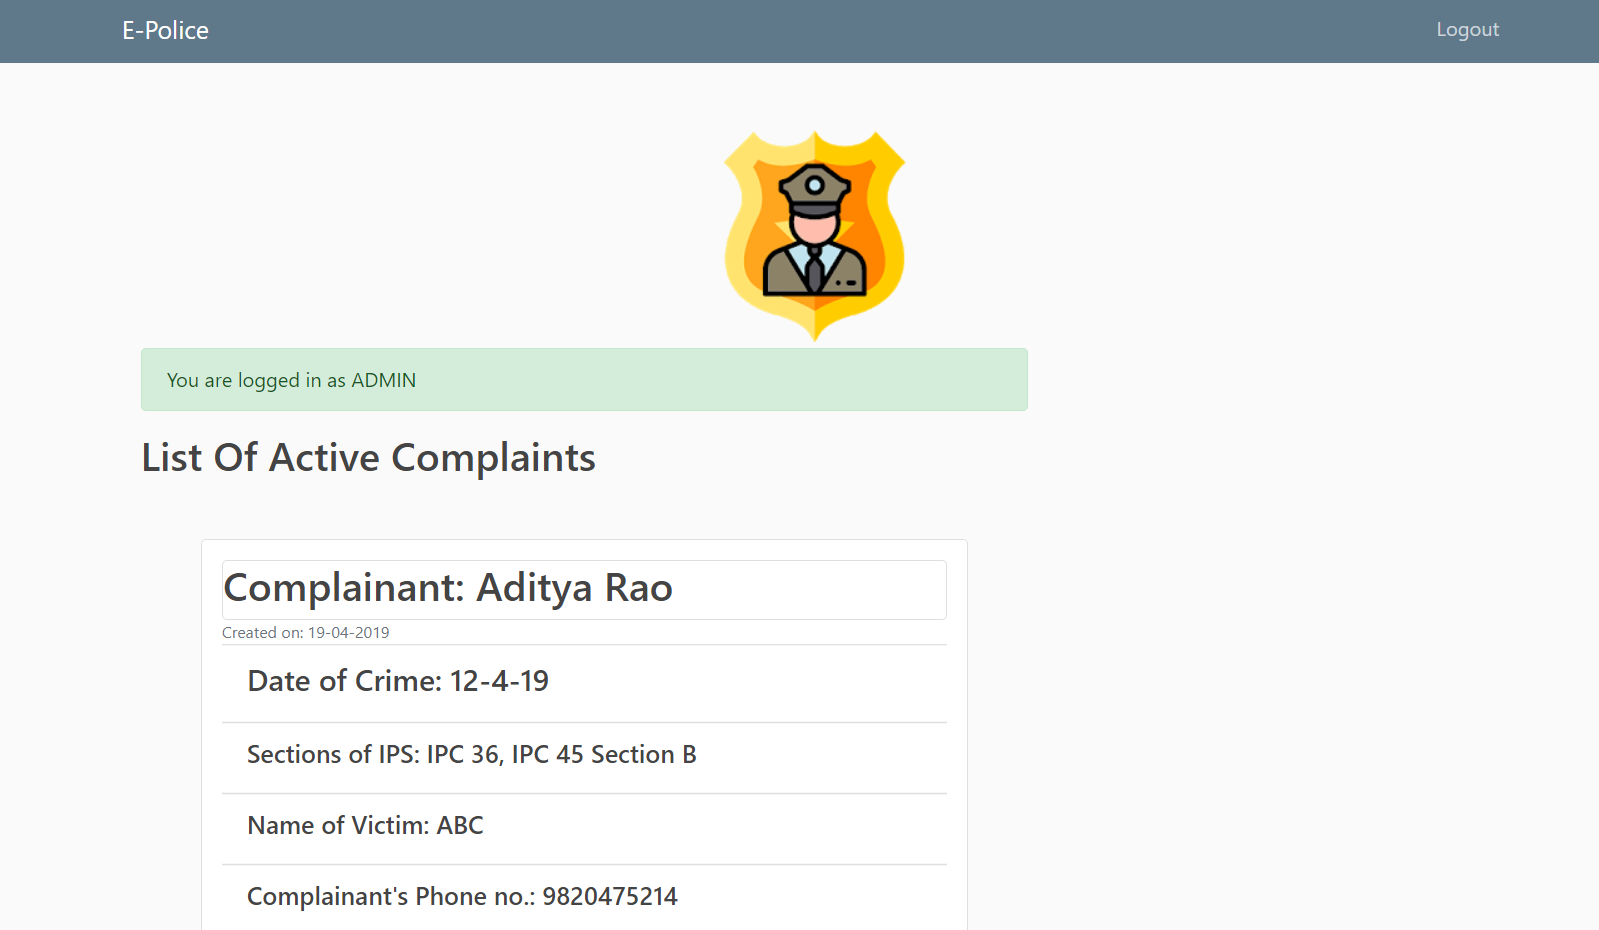 E-Police
Logout
You are logged in as ADMIN
List Of Active Complaints
Complainant: Aditya Rao
Created on: 19-04-2019
Date of Crime: 12-4-19
Sections of IPS: IPC 36, IPC 45 Section B
Name of Victim: ABC
Complainant's Phone no.: 9820475214